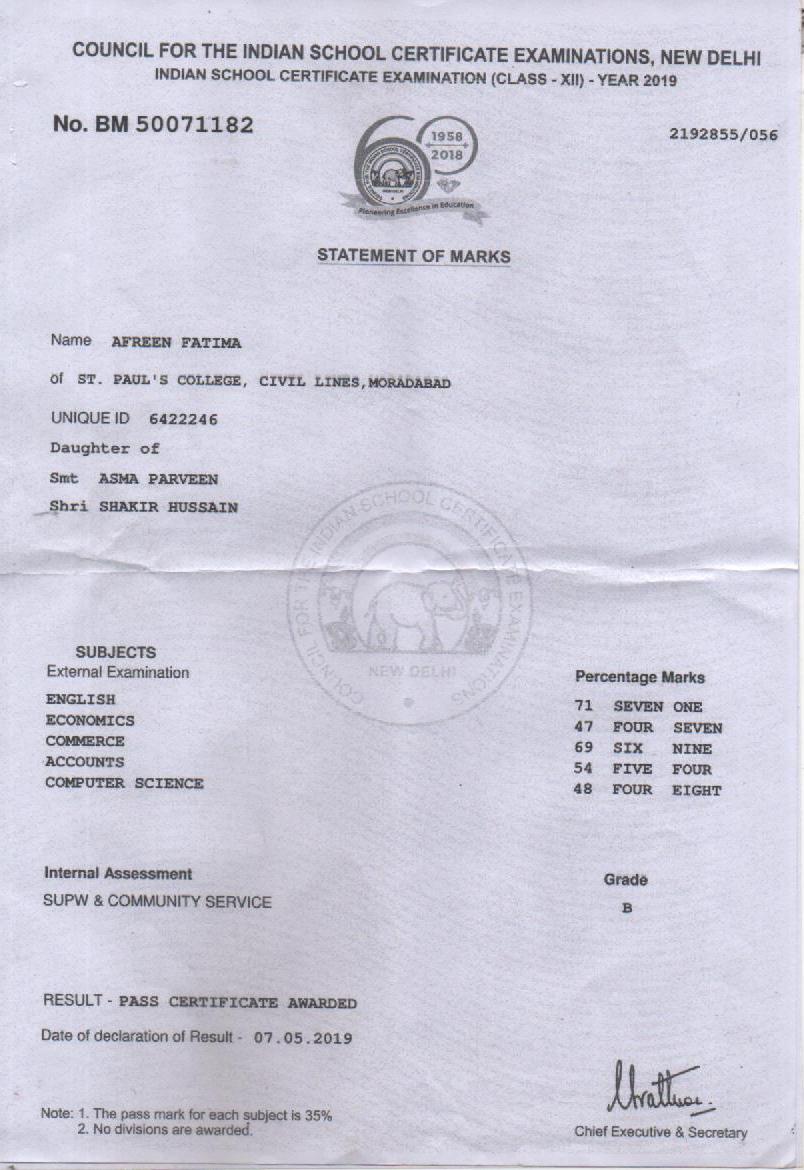 COUNCIL FOR THE INDIAN SCHOOL CERTIFICATE EXAMINATIONS, NEW DELHI
INDIAN SCHOOL CERTIFICATE EXAMINATION (CLASS - XII) - YEAR 2019
No. BM 50071182
2192855/056
60
1958
2018
Pioneering Excellence in Education
STATEMENT OF MARKS
Name AFREEN FATIMA
of ST. PAUL'S COLLEGE, CIVIL LINES,MORADABAD
UNIQUE ID 6422246
Daughter of
Smt ASMA PARVEEN
Shri SHAKIR HUSSAIN
COUNCIL FOR THE INDIAN SCHOOL CERTIFICATE EXAMINATIONS
NEW DELHI
SUBJECTS
External Examination Percentage Marks
ENGLISH 71 SEVEN ONE
ECONOMICS 47 FOUR SEVEN
COMMERCE 69 SIX NINE
ACCOUNTS 54 FIVE FOUR
COMPUTER SCIENCE 48 FOUR EIGHT
Internal Assessment Grade
SUPW & COMMUNITY SERVICE B
RESULT - PASS CERTIFICATE AWARDED
Date of declaration of Result - 07.05.2019
Note: 1. The pass mark for each subject is 35%
2. No divisions are awarded.
Chief Executive & Secretary